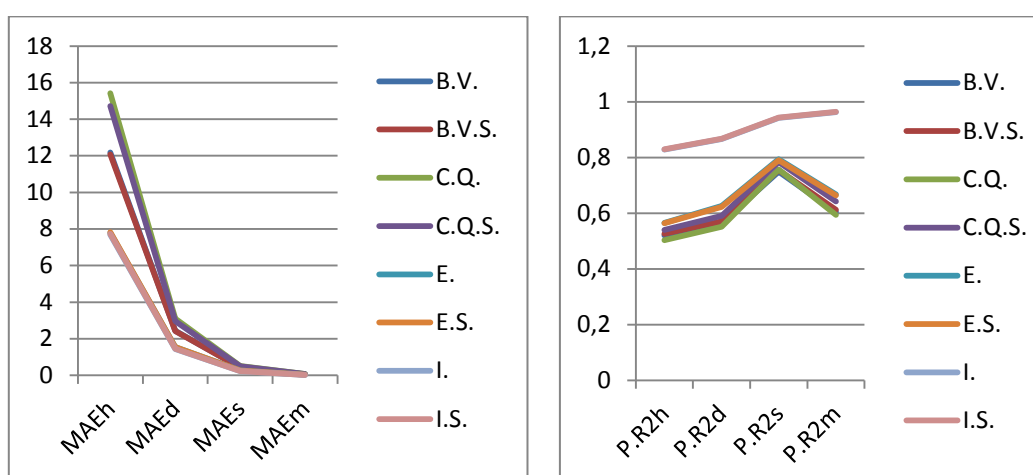 18
16
14
12
10
8
6
4
2
0
MAEh
MAEd
MAEs
MAEm
B.V.
B.V.S.
C.Q.
C.Q.S.
E.
E.S.
I.
I.S.
1,2
1
0,8
0,6
0,4
0,2
0
P.R2h
P.R2d
P.R2s
P.R2m
B.V.
B.V.S.
C.Q.
C.Q.S.
E.
E.S.
I.
I.S.